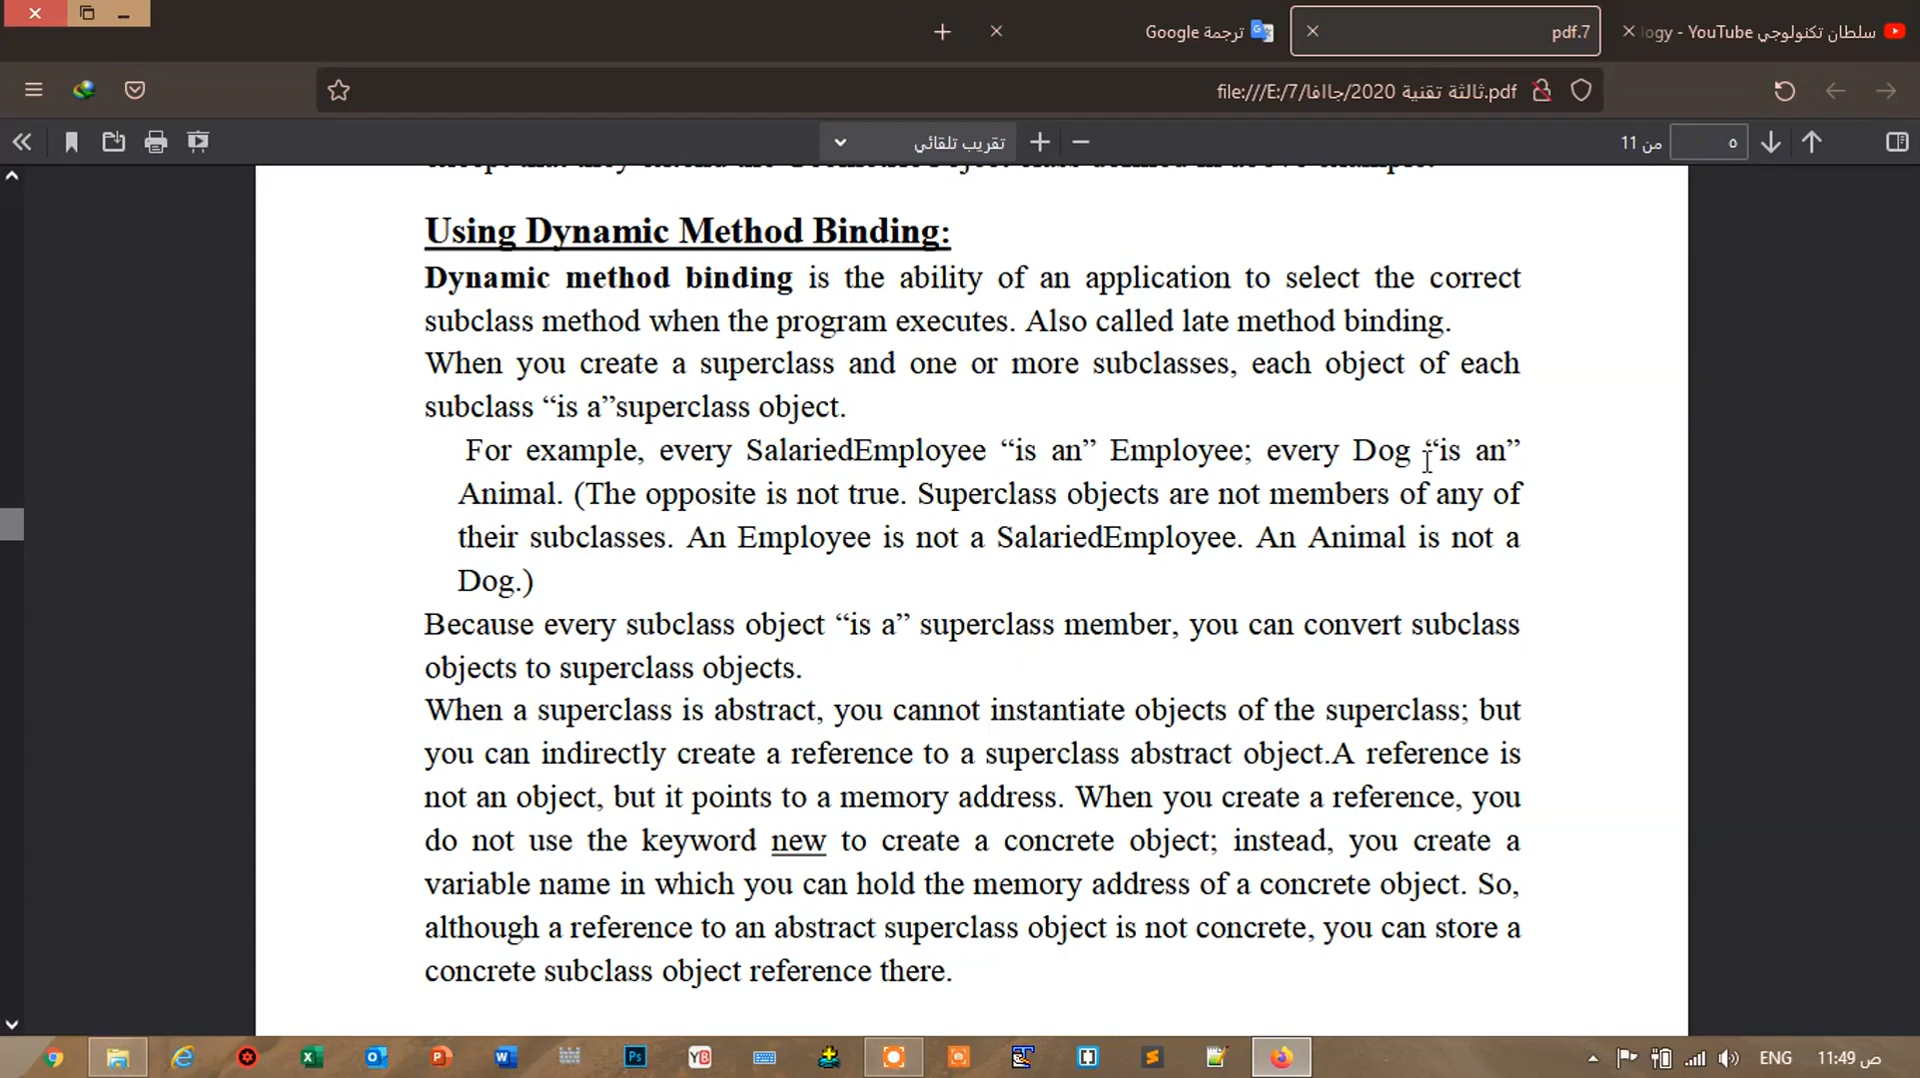 سلطان تكنولوجي logy - YouTube
7.pdf
ترجمة Google
file:///E:/7/جاافا/2020 ثالثة تقنية.pdf
تقريب تلقائي
٥
من 11
Using Dynamic Method Binding:
Dynamic method binding is the ability of an application to select the correct
subclass method when the program executes. Also called late method binding.
When you create a superclass and one or more subclasses, each object of each
subclass “is a”superclass object.
For example, every SalariedEmployee “is an” Employee; every Dog “is an”
Animal. (The opposite is not true. Superclass objects are not members of any of
their subclasses. An Employee is not a SalariedEmployee. An Animal is not a
Dog.)
Because every subclass object “is a” superclass member, you can convert subclass
objects to superclass objects.
When a superclass is abstract, you cannot instantiate objects of the superclass; but
you can indirectly create a reference to a superclass abstract object.A reference is
not an object, but it points to a memory address. When you create a reference, you
do not use the keyword new to create a concrete object; instead, you create a
variable name in which you can hold the memory address of a concrete object. So,
although a reference to an abstract superclass object is not concrete, you can store a
concrete subclass object reference there.
Ps
YB
ENG
11:49 ص